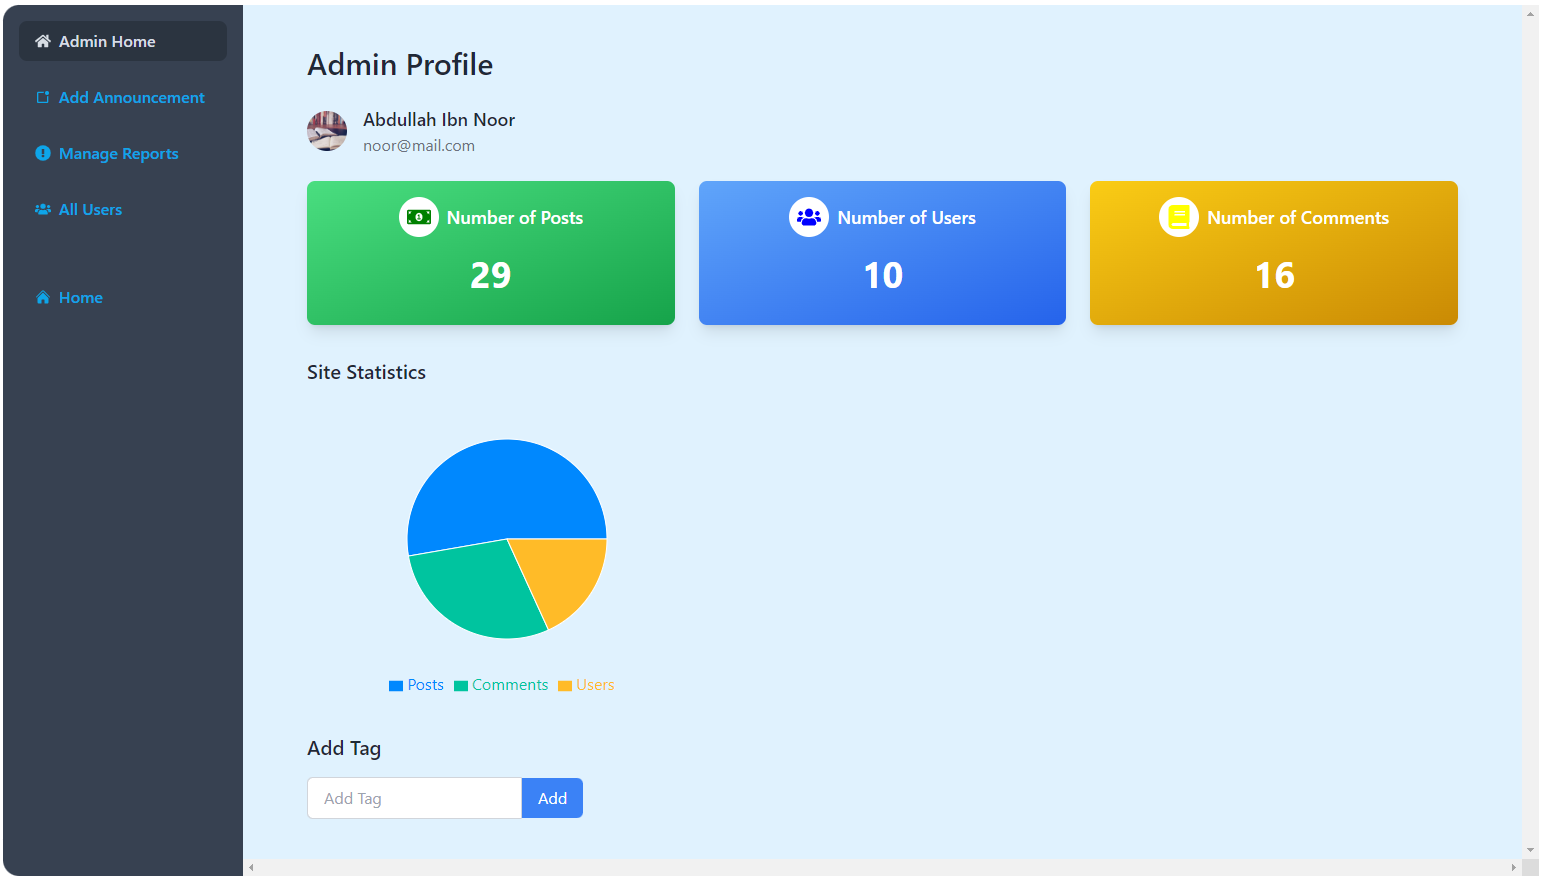 Admin Home
Add Announcement
Manage Reports
All Users
Home
Admin Profile
Abdullah Ibn Noor
noor@mail.com
Number of Posts
29
Number of Users
10
Number of Comments
16
Site Statistics
Posts Comments Users
Add Tag
Add Tag Add